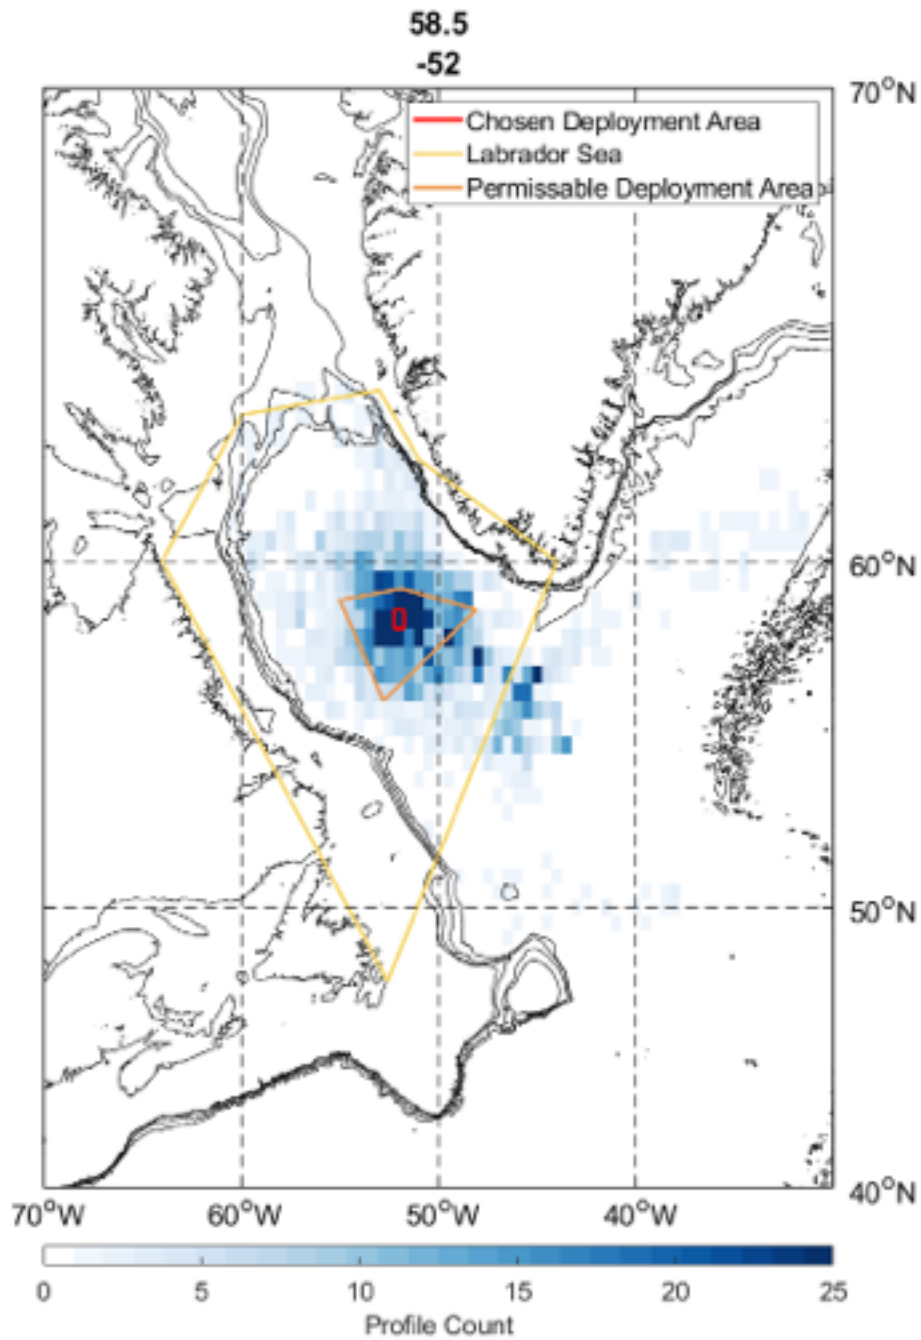 58.5
-52
70°N
Chosen Deployment Area
Labrador Sea
Permissable Deployment Area
60°N
50°N
40°N
70°W 60°W 50°W 40°W
0 5 10 15 20 25
Profile Count